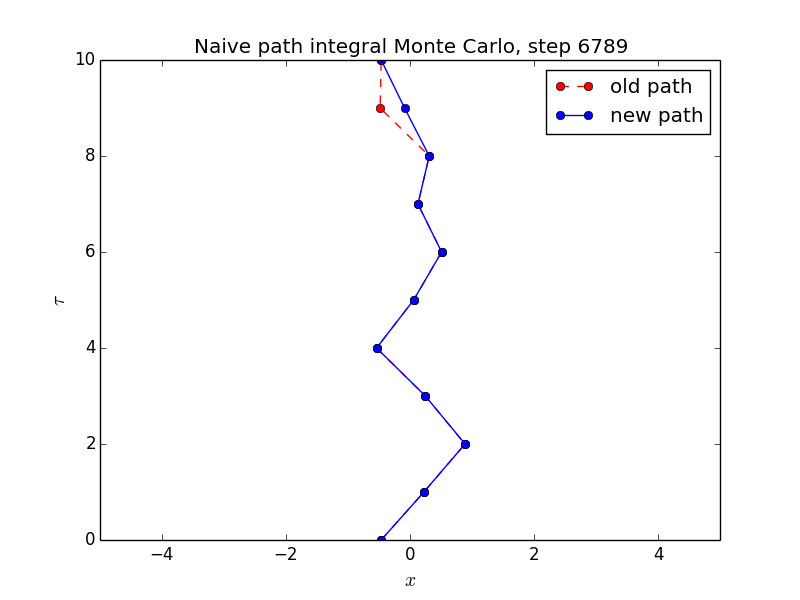 Naive path integral Monte Carlo, step 6789
old path
new path
10
8
6
4
2
0
τ
−4
−2
0
2
4
x